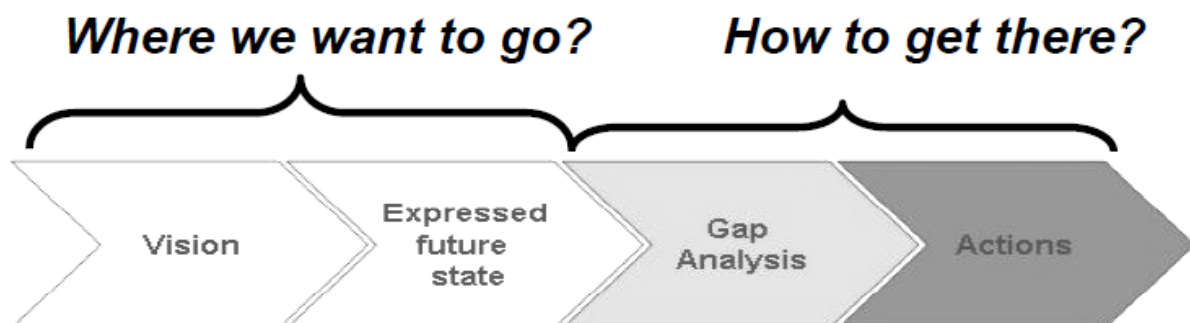 Where we want to go?
How to get there?
Vision
Expressed
future
state
Gap
Analysis
Actions